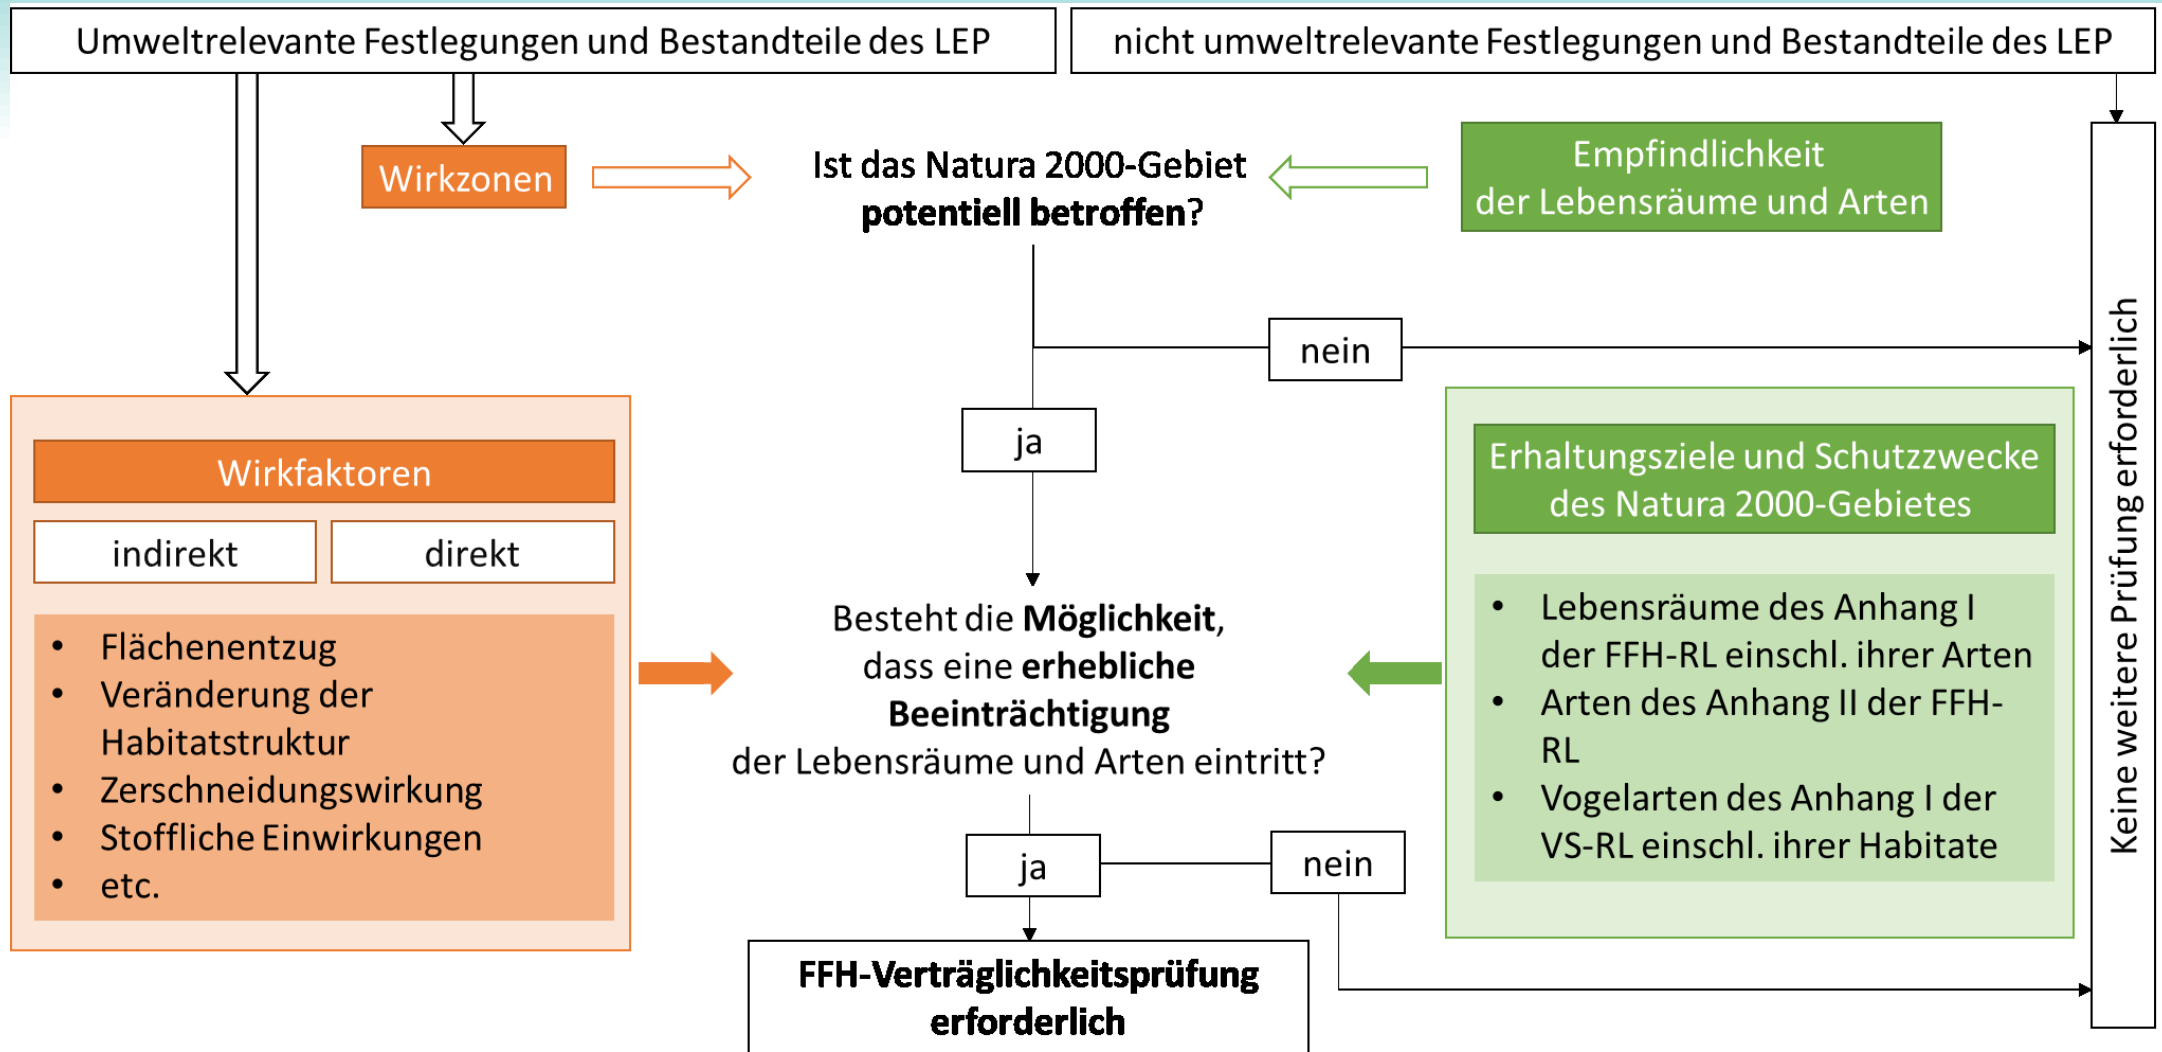 Umweltrelevante Festlegungen und Bestandteile des LEP
nicht umweltrelevante Festlegungen und Bestandteile des LEP
Wirkzonen
Ist das Natura 2000-Gebiet
potentiell betroffen?
Empfindlichkeit
der Lebensräume und Arten
nein
ja
Wirkfaktoren
indirekt
direkt
• Flächenentzug
• Veränderung der
Habitatstruktur
• Zerschneidungswirkung
• Stoffliche Einwirkungen
• etc.
Besteht die Möglichkeit,
dass eine erhebliche
Beeinträchtigung
der Lebensräume und Arten eintritt?
Erhaltungsziele und Schutzzwecke
des Natura 2000-Gebietes
• Lebensräume des Anhang I
der FFH-RL einschl. ihrer Arten
• Arten des Anhang II der FFH-
RL
• Vogelarten des Anhang I der
VS-RL einschl. ihrer Habitate
ja
nein
FFH-Verträglichkeitsprüfung
erforderlich
Keine weitere Prüfung erforderlich